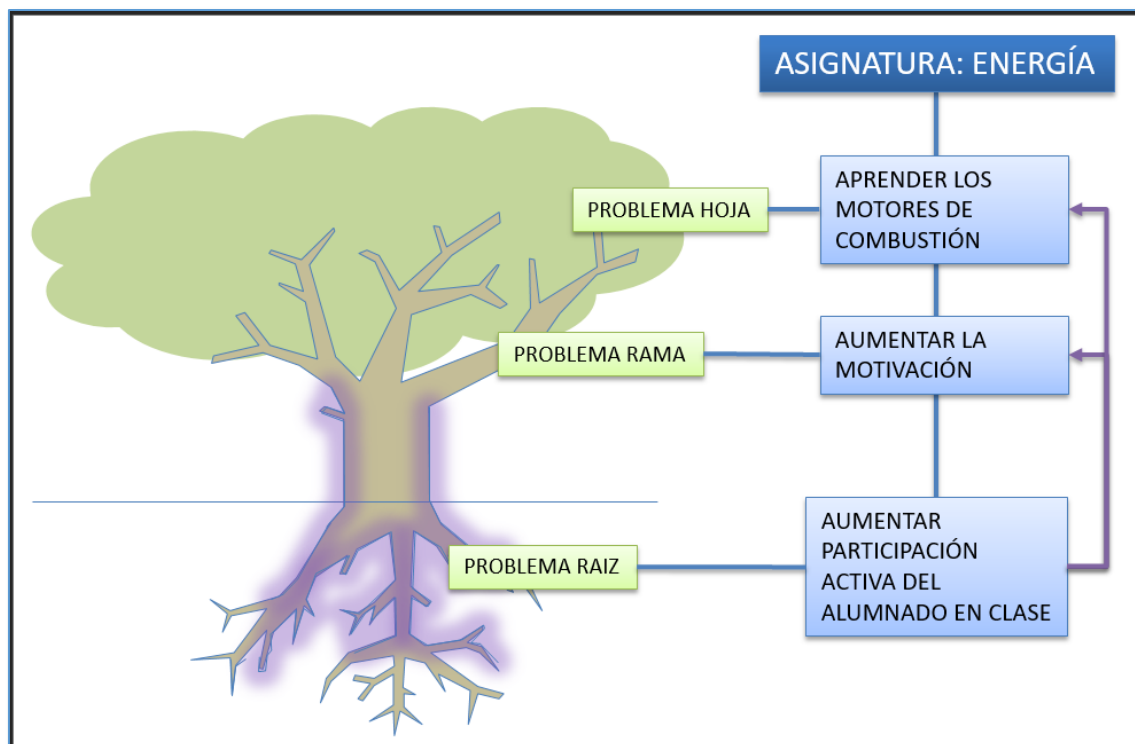 ASIGNATURA: ENERGÍA
PROBLEMA HOJA
APRENDER LOS
MOTORES DE
COMBUSTIÓN
PROBLEMA RAMA
AUMENTAR LA
MOTIVACIÓN
PROBLEMA RAIZ
AUMENTAR
PARTICIPACIÓN
ACTIVA DEL
ALUMNADO EN CLASE